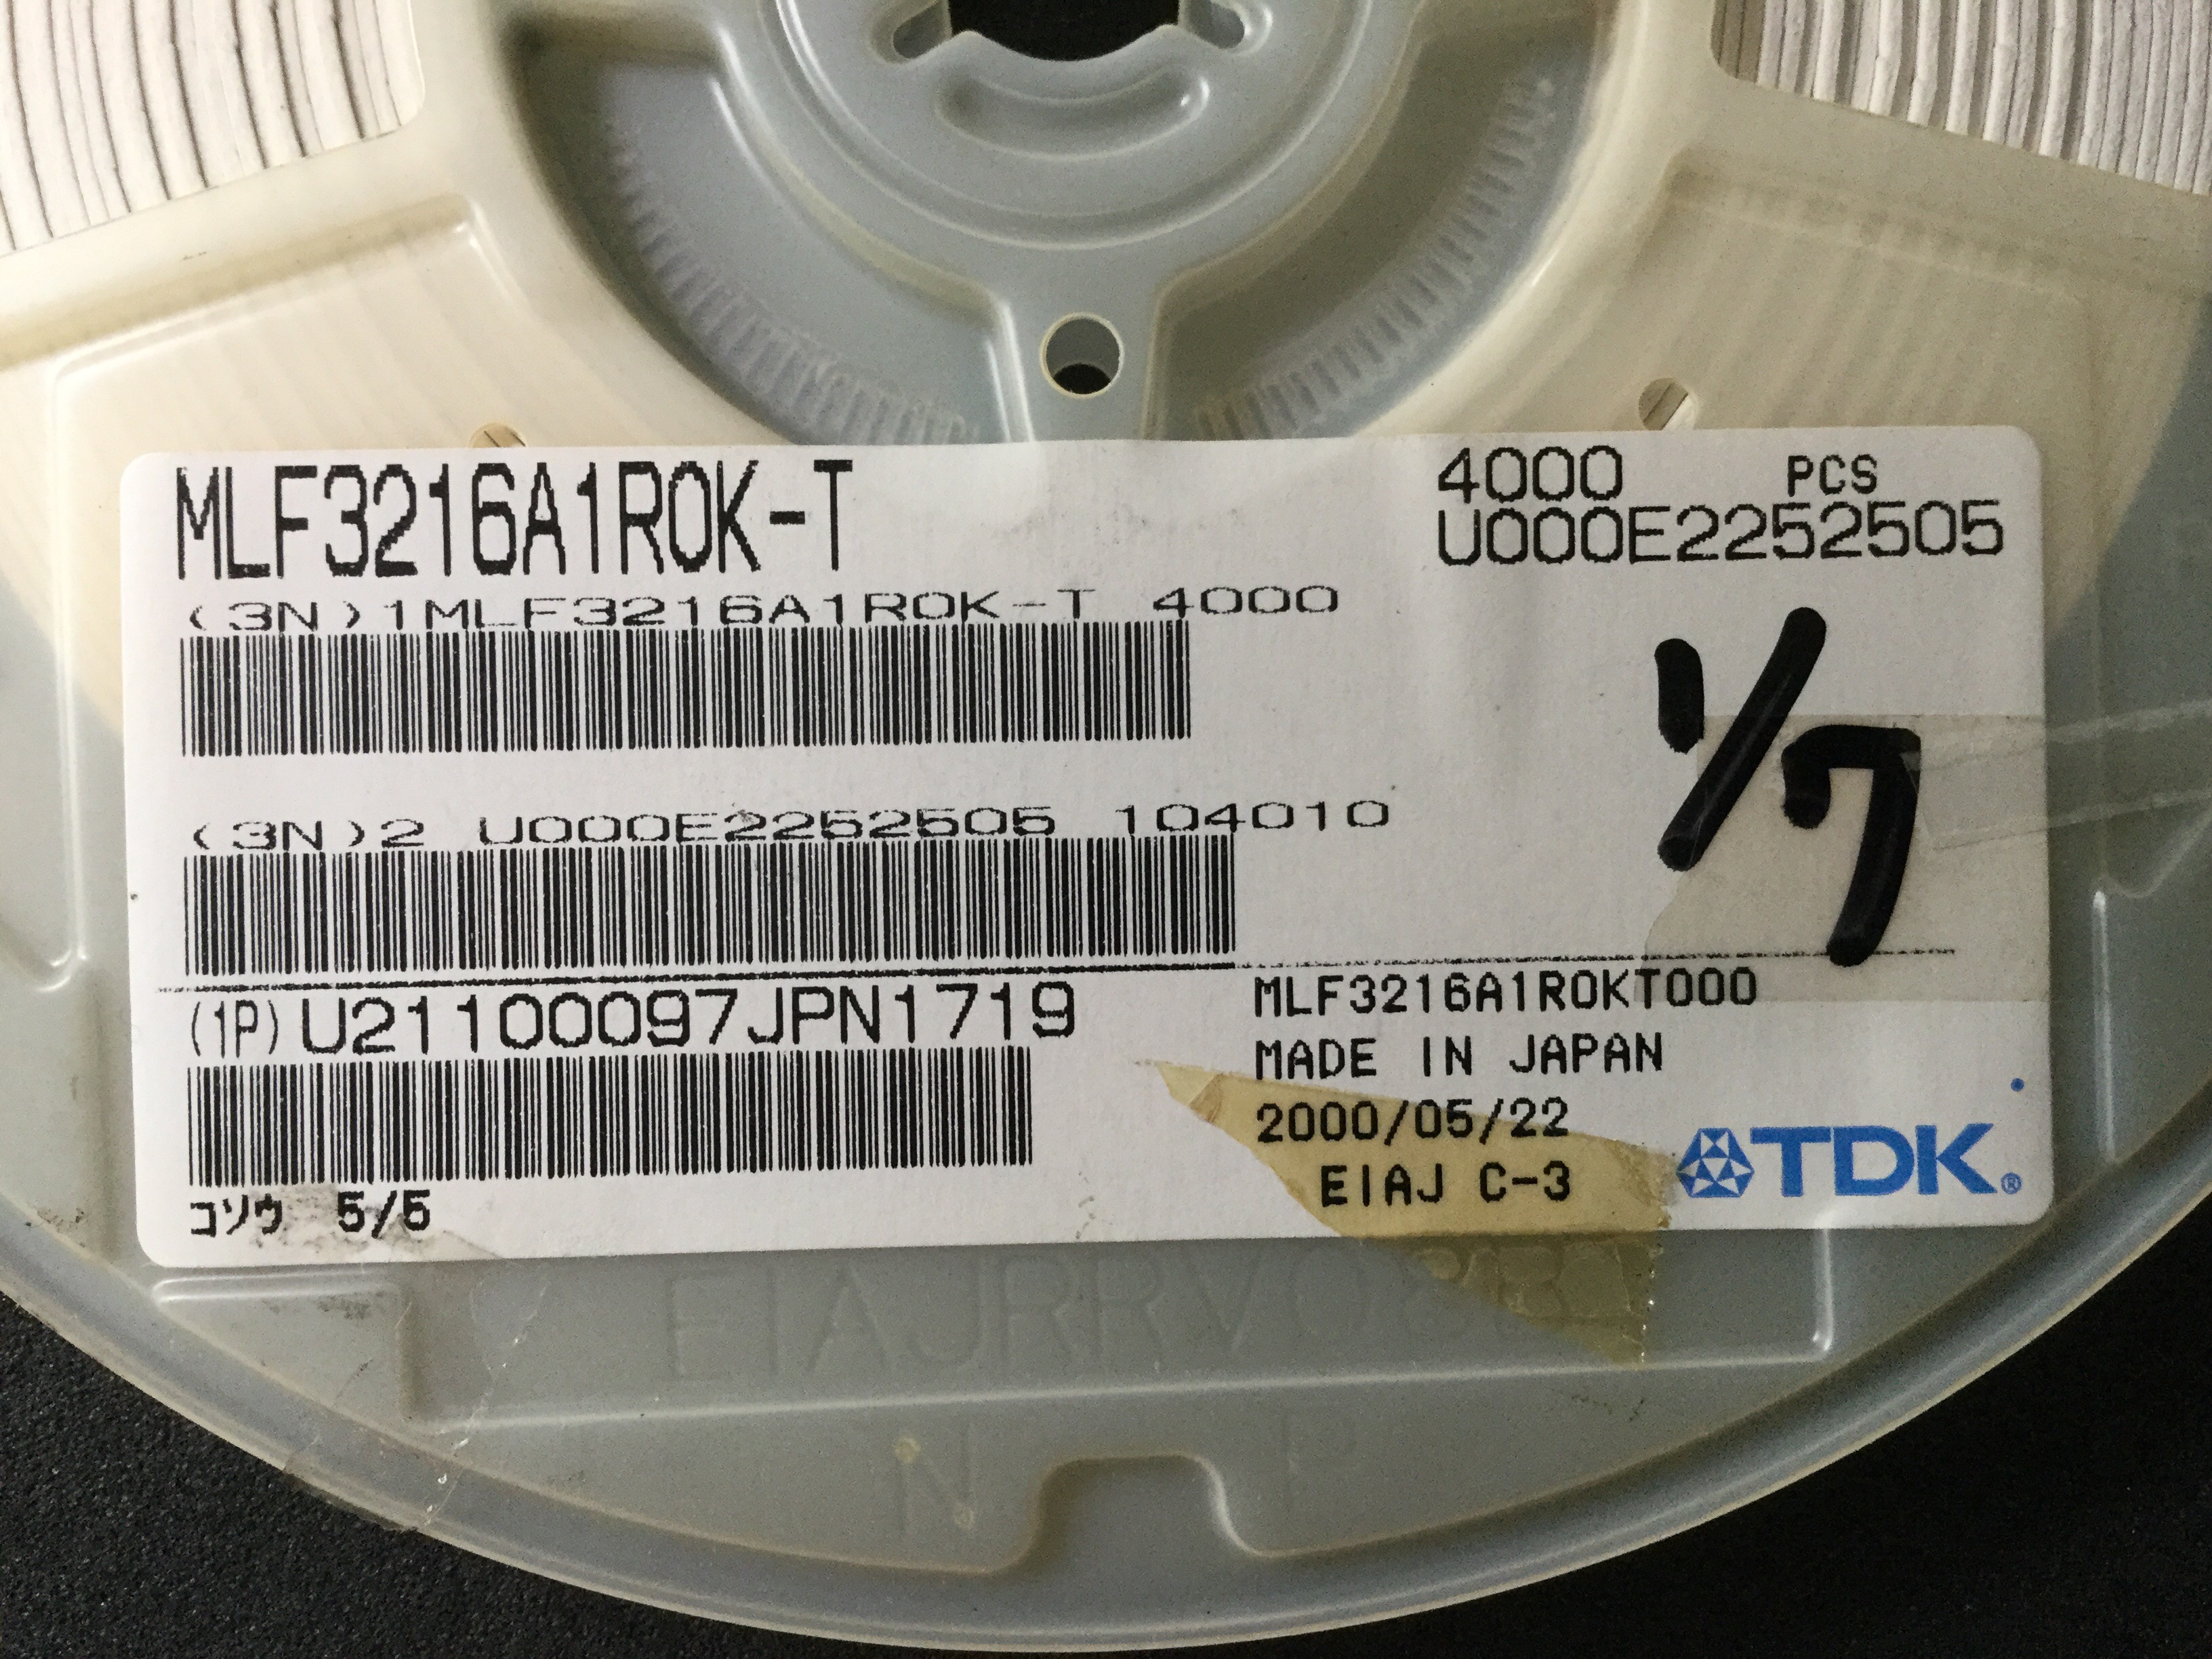 MLF3216A1R0K-T
4000 PCS
U000E2252505
(3N)1MLF3216A1R0K-T 4000
1/7
(3N)2 U000E2252505 104010
(1P)U21100097JPN1719
MLF3216A1R0KT000
MADE IN JAPAN
2000/05/22
EIAJ C-3
TDK®
コソウ 5/5
N P